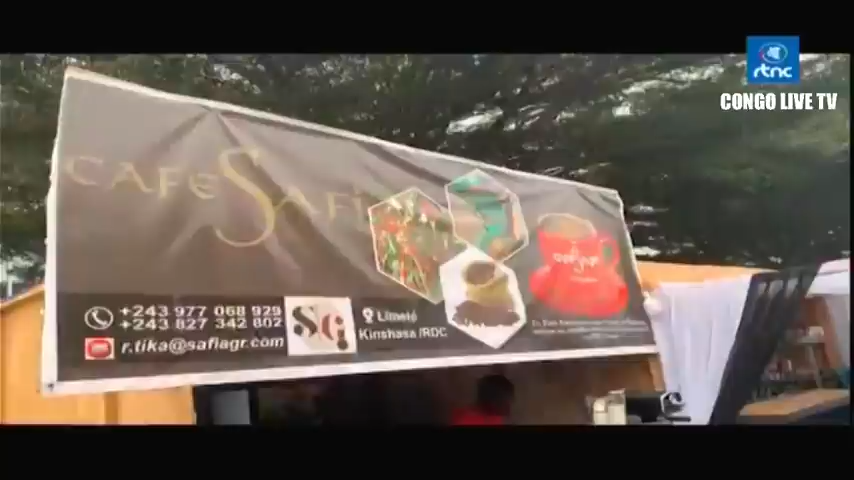 rtnc
CONGO LIVE TV
CAFE SAFI
+243 977 068 929
+243 827 342 802
r.tika@safiagr.com
SG
Limete
Kinshasa /RDC